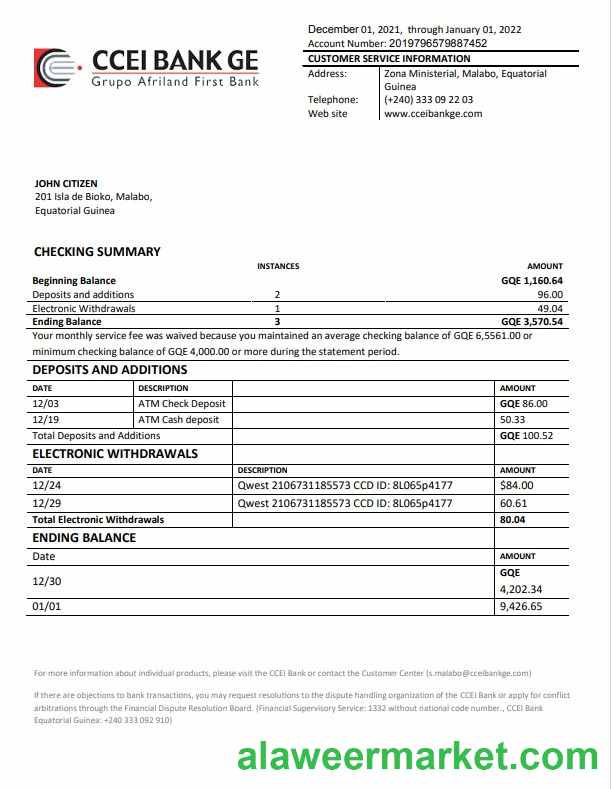 December 01, 2021, through January 01, 2022
Account Number: 2019796579887452
CCEI BANK GE
Grupo Afriland First Bank
CUSTOMER SERVICE INFORMATION
Address: Zona Ministerial, Malabo, Equatorial
Guinea
Telephone: (+240) 333 09 22 03
Web site www.cceibankge.com
JOHN CITIZEN
201 Isla de Bioko, Malabo,
Equatorial Guinea
CHECKING SUMMARY
INSTANCES AMOUNT
Beginning Balance GQE 1,160.64
Deposits and additions 2 96.00
Electronic Withdrawals 1 49.04
Ending Balance 3 GQE 3,570.54
Your monthly service fee was waived because you maintained an average checking balance of GQE 6,5561.00 or
minimum checking balance of GQE 4,000.00 or more during the statement period.
DEPOSITS AND ADDITIONS
DATE DESCRIPTION AMOUNT
12/03 ATM Check Deposit GQE 86.00
12/19 ATM Cash deposit 50.33
Total Deposits and Additions GQE 100.52
ELECTRONIC WITHDRAWALS
DATE DESCRIPTION AMOUNT
12/24 Qwest 2106731185573 CCD ID: 8L065p4177 $84.00
12/29 Qwest 2106731185573 CCD ID: 8L065p4177 60.61
Total Electronic Withdrawals 80.04
ENDING BALANCE
Date AMOUNT
12/30 GQE
4,202.34
01/01 9,426.65
For more information about individual products, please visit the CCEI Bank or contact the Customer Center (s.malabo@cceibankge.com)
If there are objections to bank transactions, you may request resolutions to the dispute handling organization of the CCEI Bank or apply for conflict
arbitrations through the Financial Dispute Resolution Board. (Financial Supervisory Service: 1332 without national code number., CCEI Bank
Equatorial Guinea: +240 333 092 910)
alaweermarket.com